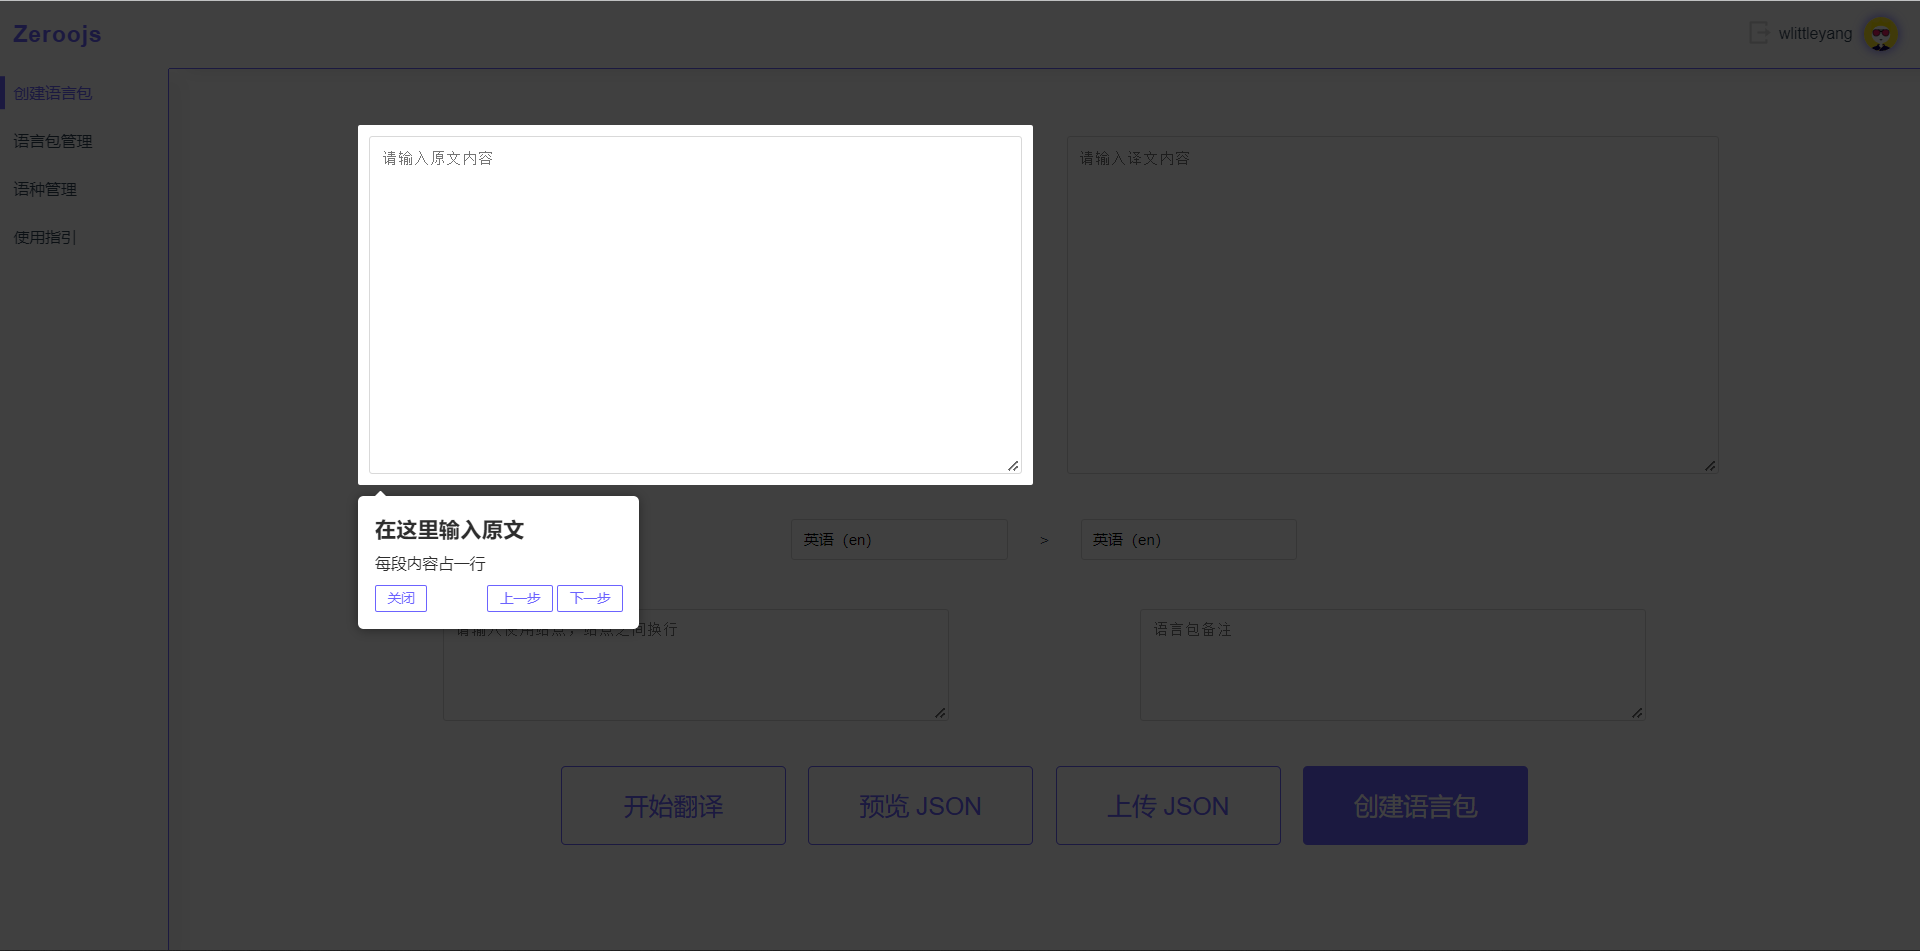 Zeroojs
wlittleyang
创建语言包
语言包管理
语种管理
使用指引
请输入原文内容
请输入译文内容
在这里输入原文
每段内容占一行
关闭
上一步
下一步
英语（en）
>
英语（en）
请输入使用站点，站点之间换行
语言包备注
开始翻译
预览 JSON
上传 JSON
创建语言包